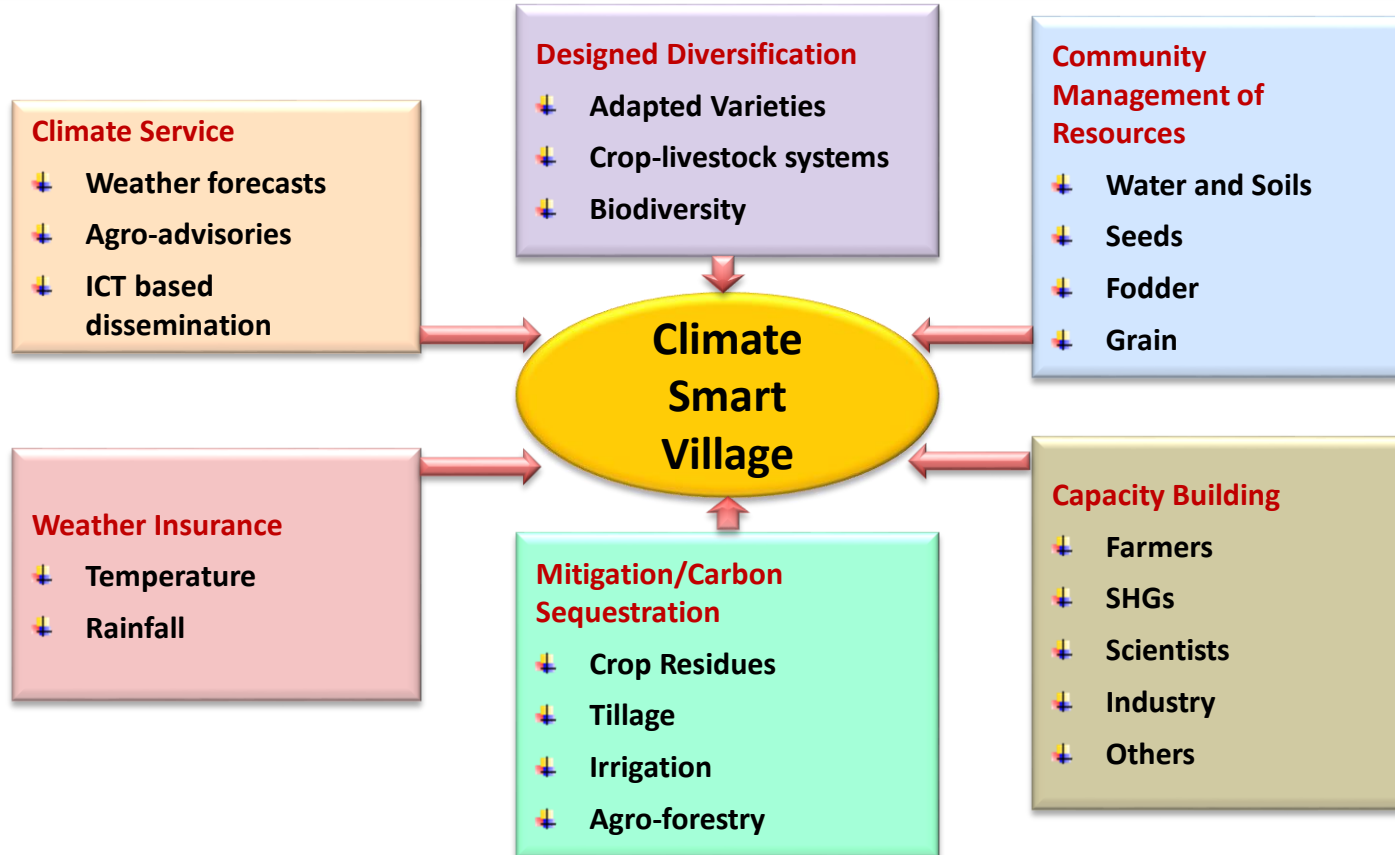 Designed Diversification
Adapted Varieties
Crop-livestock systems
Biodiversity
Community
Management of
Resources
Water and Soils
Seeds
Fodder
Grain
Climate Service
Weather forecasts
Agro-advisories
ICT based
dissemination
Climate
Smart
Village
Weather Insurance
Temperature
Rainfall
Mitigation/Carbon
Sequestration
Crop Residues
Tillage
Irrigation
Agro-forestry
Capacity Building
Farmers
SHGs
Scientists
Industry
Others